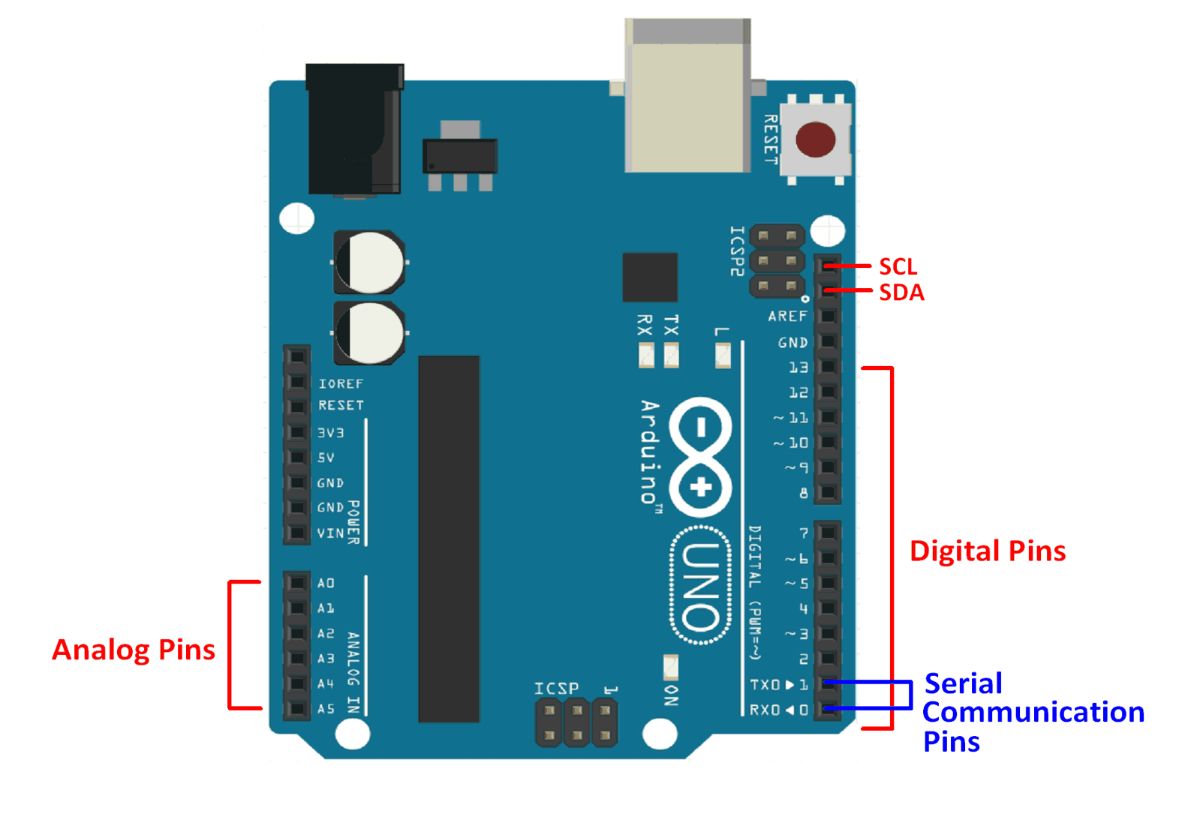 RESET
ICSP2
SCL
SDA
AREF
GND
RX
TX
L
13
12
~11
~10
~9
8
IOREF
RESET
3V3
5V
GND
GND
VIN
POWER
Arduino™
UNO
DIGITAL (PWM=~)
7
~6
~5
4
~3
2
TX0▶1
RX0◀0
Digital Pins
Analog Pins
A0
A1
A2
A3
A4
A5
ANALOG IN
ICSP
1
ON
Serial
Communication
Pins